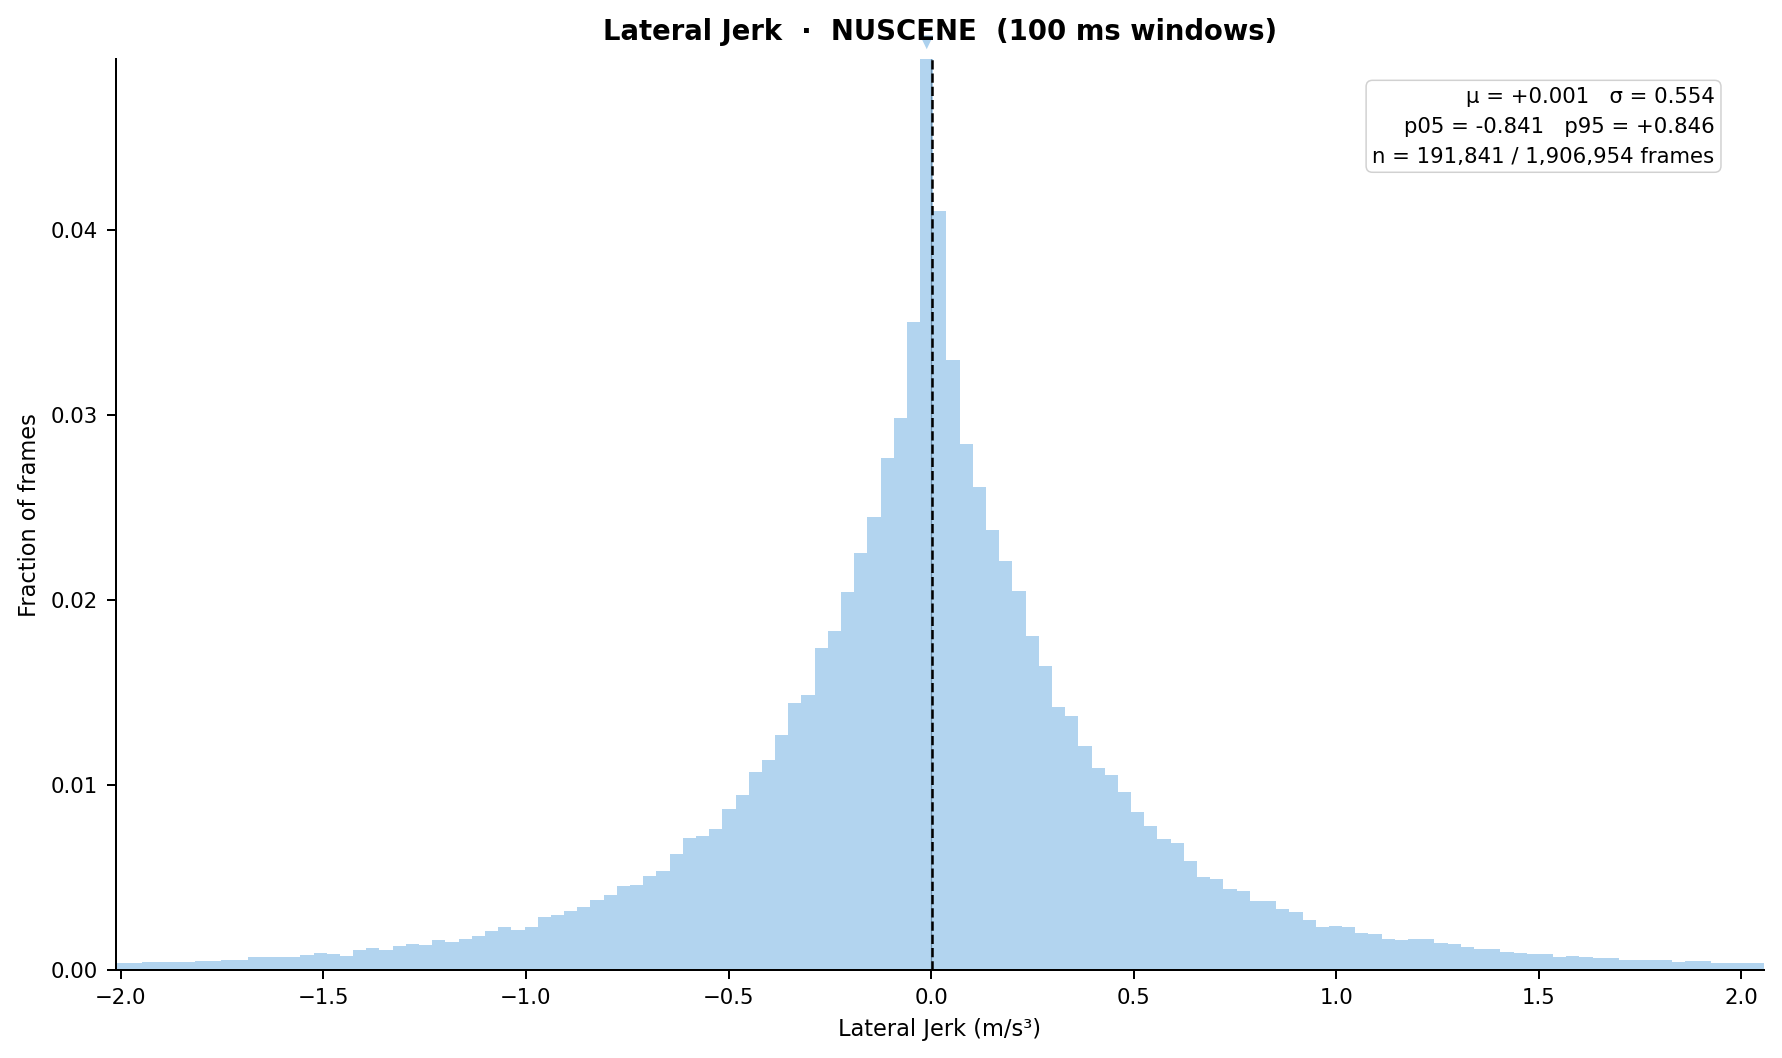 Lateral Jerk · NUSCENE (100 ms windows)
μ = +0.001 σ = 0.554
p05 = -0.841 p95 = +0.846
n = 191,841 / 1,906,954 frames
Fraction of frames
0.04
0.03
0.02
0.01
0.00
−2.0 −1.5 −1.0 −0.5 0.0 0.5 1.0 1.5 2.0
Lateral Jerk (m/s³)